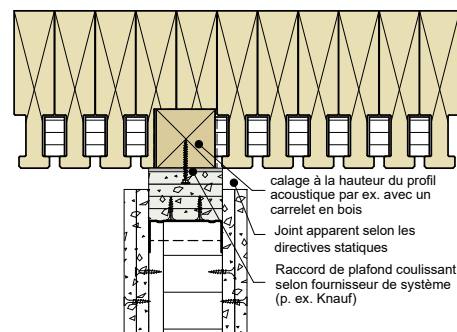 calage à la hauteur du profil
acoustique par ex. avec un
carrelet en bois
Joint apparent selon les
directives statiques
Raccord de plafond coulissant
selon fournisseur de système
(p. ex. Knauf)